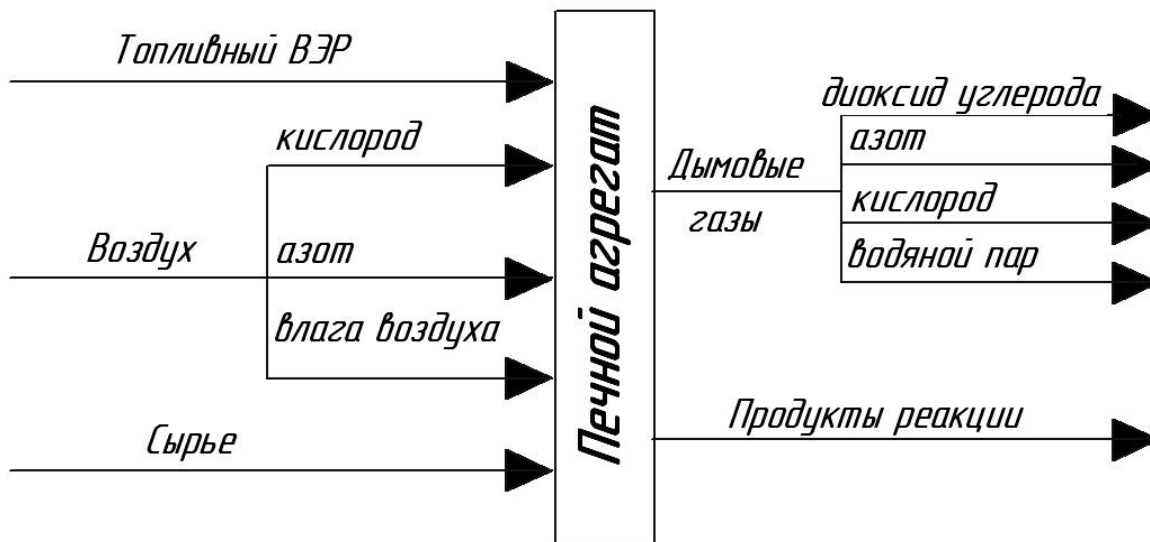 Топливный ВЭР
кислород
Воздух
азот
влага воздуха
Сырье
Печной агрегат
Дымовые
газы
диоксид углерода
азот
кислород
водяной пар
Продукты реакции